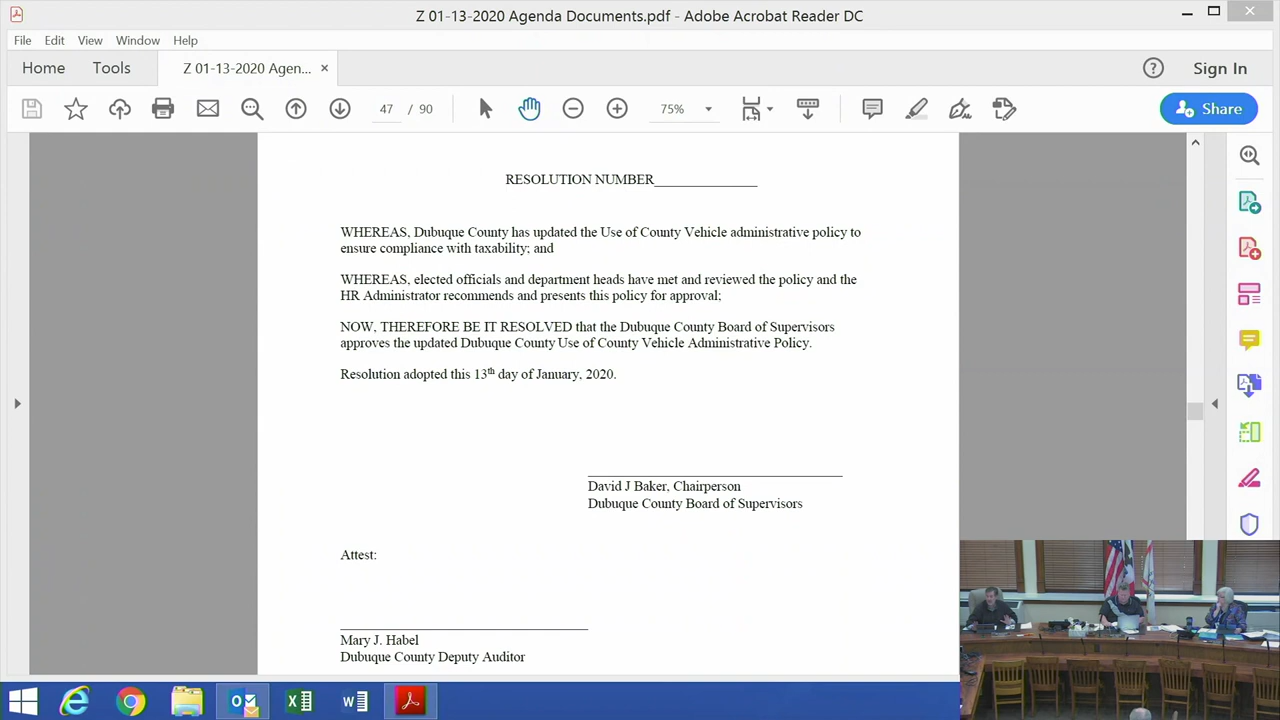 Z 01-13-2020 Agenda Documents.pdf - Adobe Acrobat Reader DC
File Edit View Window Help
Home Tools Z 01-13-2020 Agen... × Sign In
47 / 90 75% Share
RESOLUTION NUMBER_______________
WHEREAS, Dubuque County has updated the Use of County Vehicle administrative policy to
ensure compliance with taxability; and
WHEREAS, elected officials and department heads have met and reviewed the policy and the
HR Administrator recommends and presents this policy for approval;
NOW, THEREFORE BE IT RESOLVED that the Dubuque County Board of Supervisors
approves the updated Dubuque County Use of County Vehicle Administrative Policy.
Resolution adopted this 13th day of January, 2020.
David J Baker, Chairperson
Dubuque County Board of Supervisors
Attest:
Mary J. Habel
Dubuque County Deputy Auditor